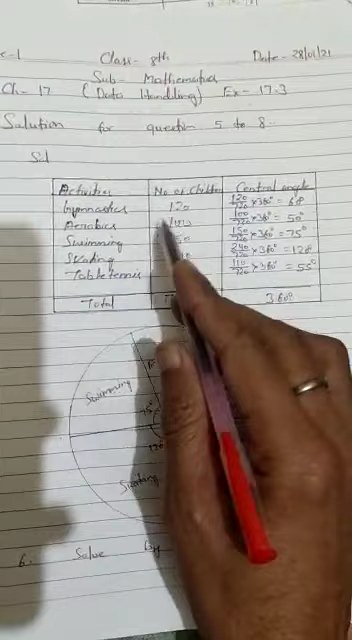 Class- 8th Date- 28/01/21
Sub- Mathematics
Ch- 17 (Data Handling) Ex- 17.3
Solution for question 5 to 8.
Sol
Activities No of Children Central angle
Gymnastics 120 120/720 × 360° = 60°
Aerobics 100 100/720 × 360° = 50°
Swimming 150/720 × 360° = 75°
Skating 240/720 × 360° = 120°
Table tennis 110/720 × 360° = 55°
Total 360°
Swimming
75°
6. Solve